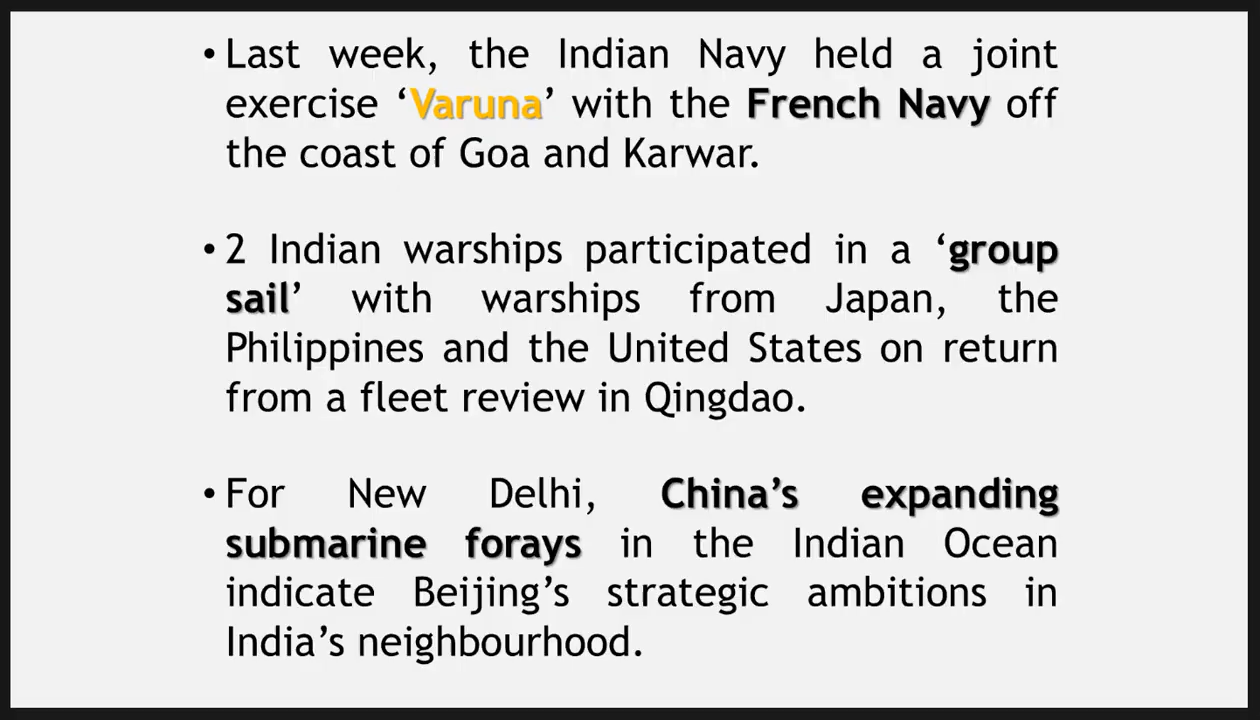 • Last week, the Indian Navy held a joint
exercise ‘Varuna’ with the French Navy off
the coast of Goa and Karwar.
• 2 Indian warships participated in a ‘group
sail’ with warships from Japan, the
Philippines and the United States on return
from a fleet review in Qingdao.
• For New Delhi, China’s expanding
submarine forays in the Indian Ocean
indicate Beijing’s strategic ambitions in
India’s neighbourhood.